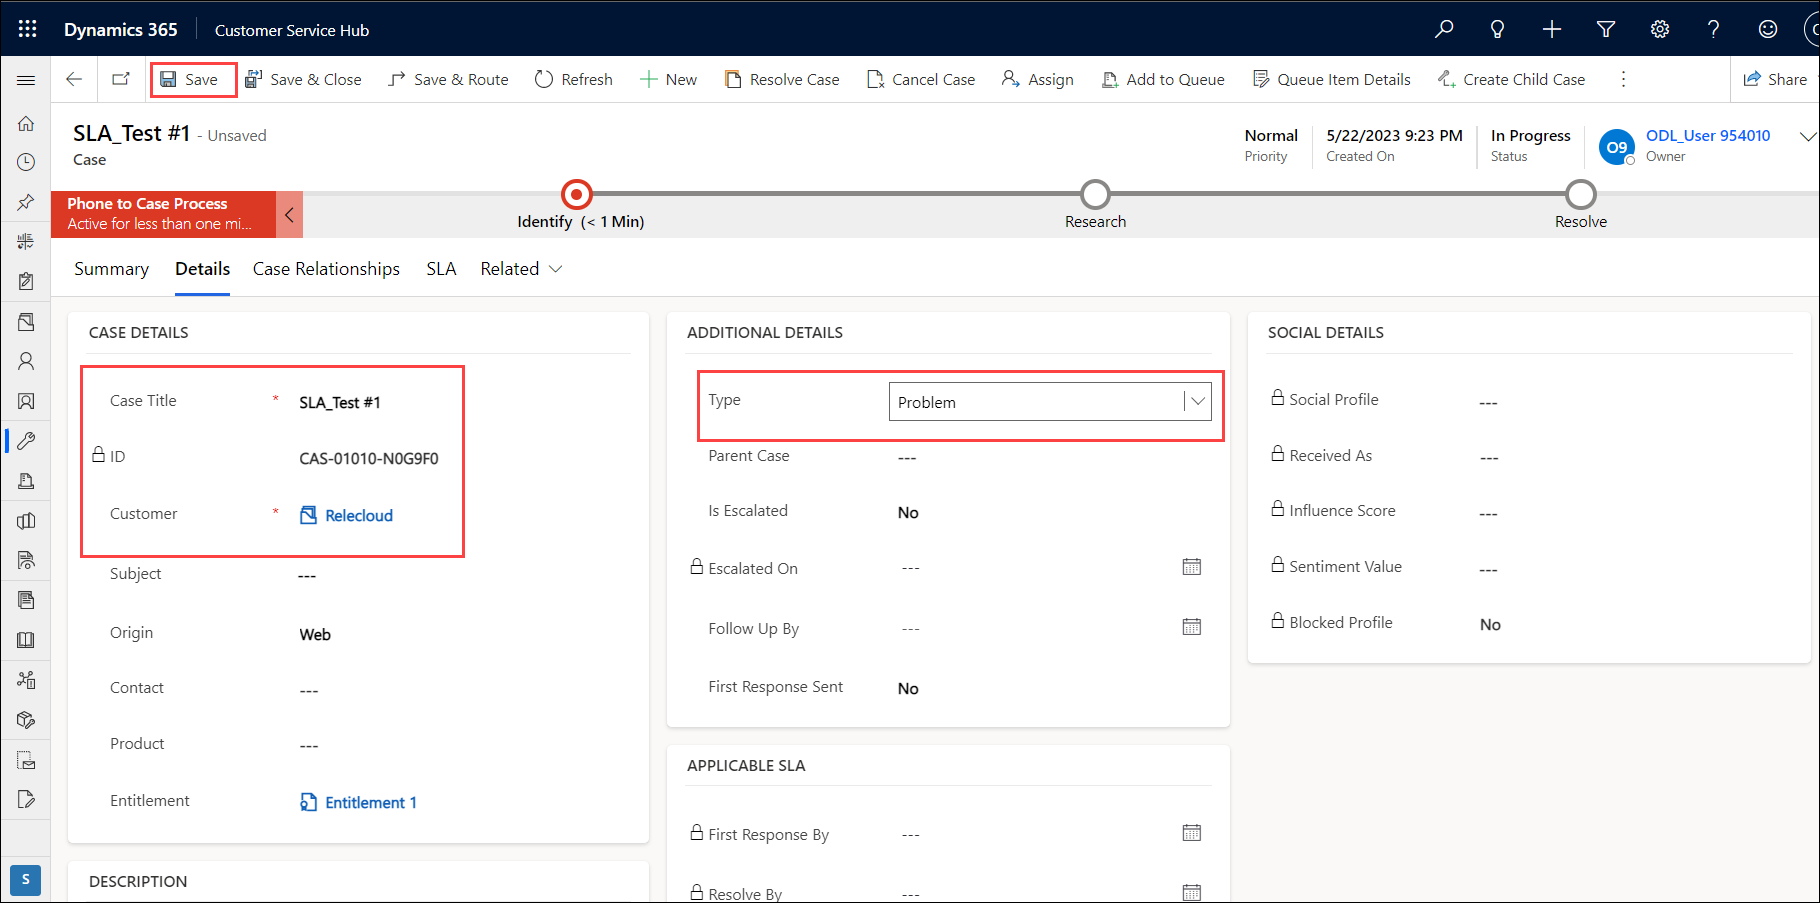 Dynamics 365
Customer Service Hub
Save
Save & Close
Save & Route
Refresh
New
Resolve Case
Cancel Case
Assign
Add to Queue
Queue Item Details
Create Child Case
Share
SLA_Test #1 - Unsaved
Case
Normal
Priority
5/22/2023 9:23 PM
Created On
In Progress
Status
O9
ODL_User 954010
Owner
Phone to Case Process
Active for less than one mi...
Identify (< 1 Min)
Research
Resolve
Summary
Details
Case Relationships
SLA
Related
CASE DETAILS
Case Title * SLA_Test #1
ID CAS-01010-N0G9F0
Customer * Relecloud
Subject ---
Origin Web
Contact ---
Product ---
Entitlement Entitlement 1
DESCRIPTION
ADDITIONAL DETAILS
Type Problem
Parent Case ---
Is Escalated No
Escalated On ---
Follow Up By ---
First Response Sent No
APPLICABLE SLA
First Response By ---
Resolve By ---
SOCIAL DETAILS
Social Profile ---
Received As ---
Influence Score ---
Sentiment Value ---
Blocked Profile No
S